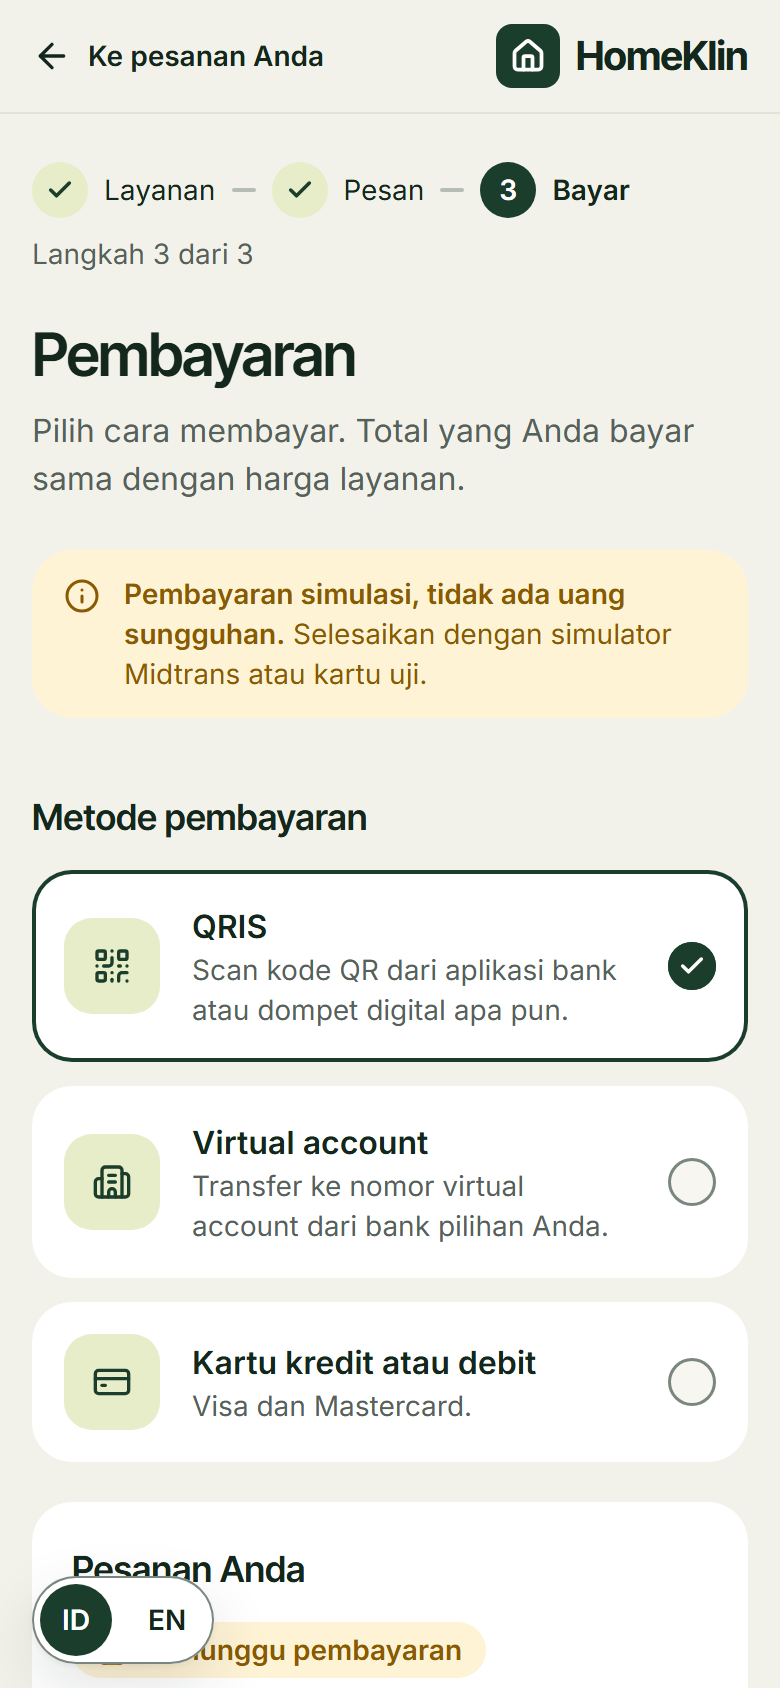 Ke pesanan Anda
HomeKlin
Layanan
Pesan
3
Bayar
Langkah 3 dari 3
Pembayaran
Pilih cara membayar. Total yang Anda bayar
sama dengan harga layanan.
Pembayaran simulasi, tidak ada uang
sungguhan. Selesaikan dengan simulator
Midtrans atau kartu uji.
Metode pembayaran
QRIS
Scan kode QR dari aplikasi bank
atau dompet digital apa pun.
Virtual account
Transfer ke nomor virtual
account dari bank pilihan Anda.
Kartu kredit atau debit
Visa dan Mastercard.
Pesanan Anda
ID
EN
pembayaran